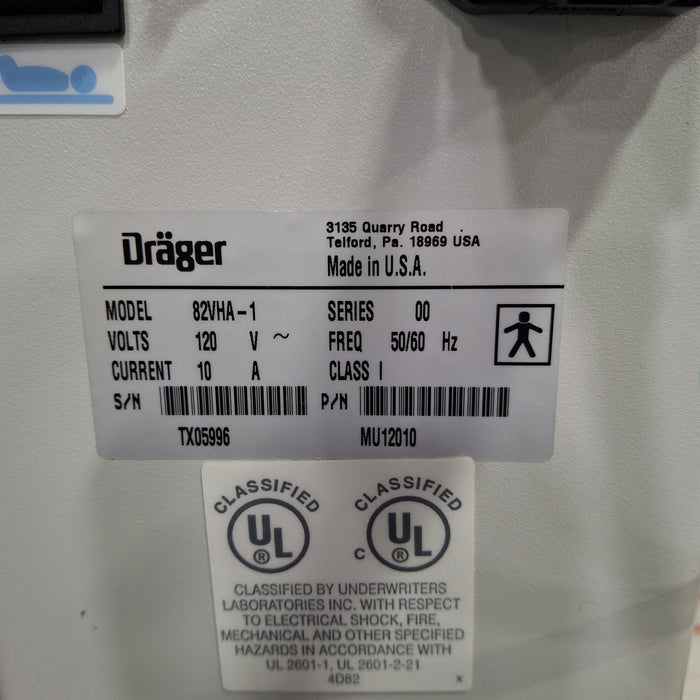 Dräger
3135 Quarry Road
Telford, Pa. 18969 USA
Made in U.S.A.
MODEL 82VHA-1 SERIES 00
VOLTS 120 V ~ FREQ 50/60 Hz
CURRENT 10 A CLASS I
S/N P/N
TX05996 MU12010
CLASSIFIED CLASSIFIED
UL ® C UL ®
CLASSIFIED BY UNDERWRITERS
LABORATORIES INC. WITH RESPECT
TO ELECTRICAL SHOCK, FIRE,
MECHANICAL AND OTHER SPECIFIED
HAZARDS IN ACCORDANCE WITH
UL 2601-1, UL 2601-2-21
4D82 x